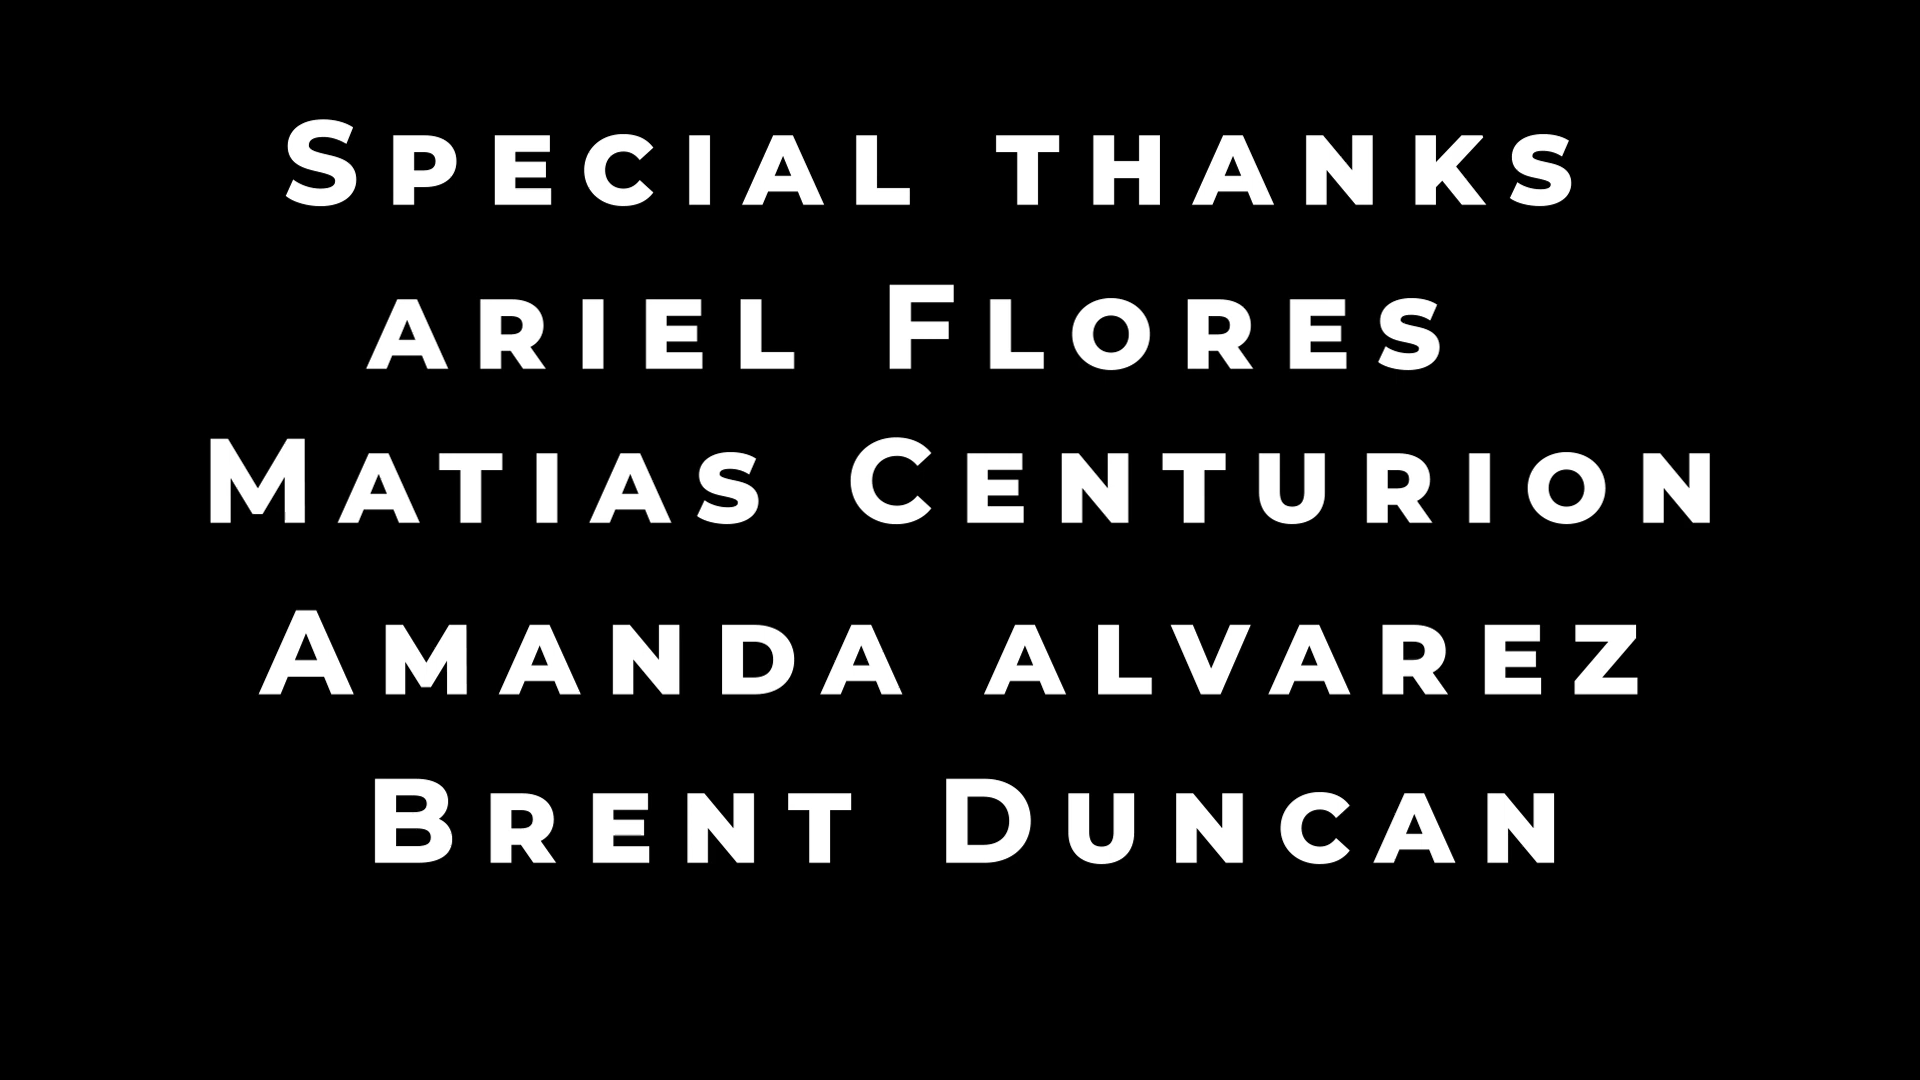 Special thanks
ariel Flores
Matias Centurion
Amanda alvarez
Brent Duncan